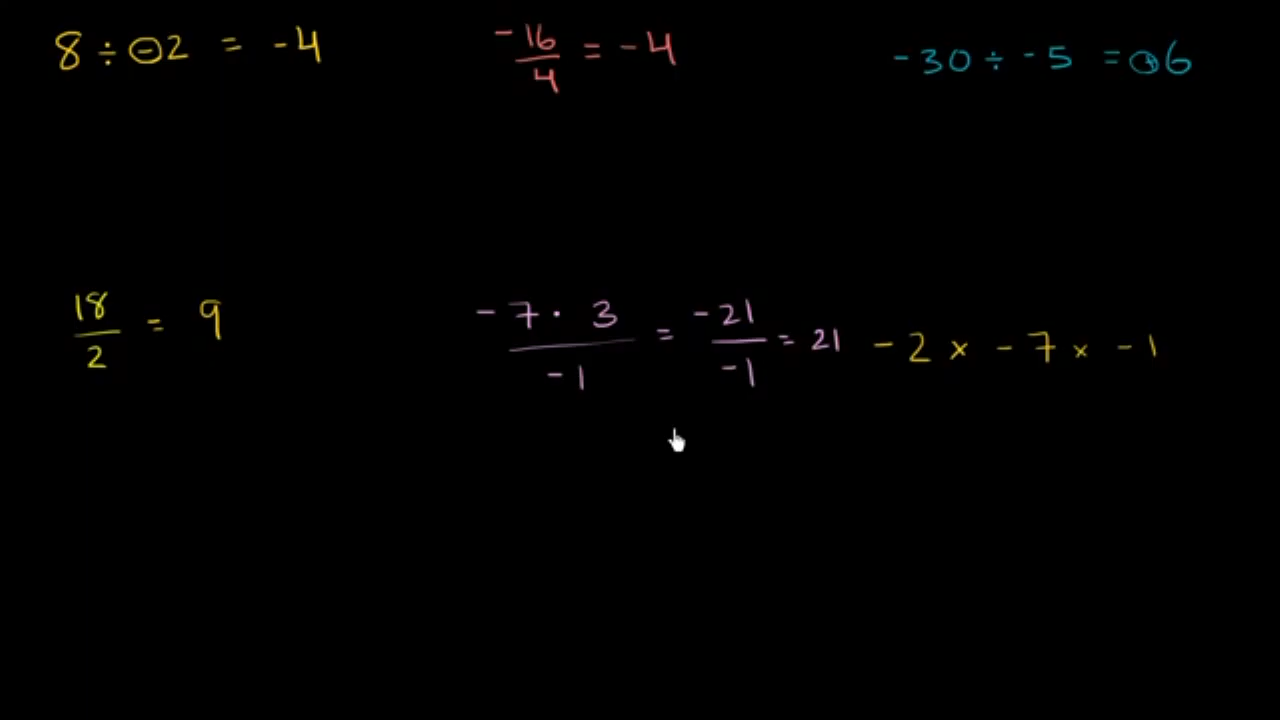 8 ÷ -2 = -4
-16/4 = -4
-30 ÷ -5 = +6
18/2 = 9
-7 · 3/-1 = -21/-1 = 21
-2 × -7 × -1